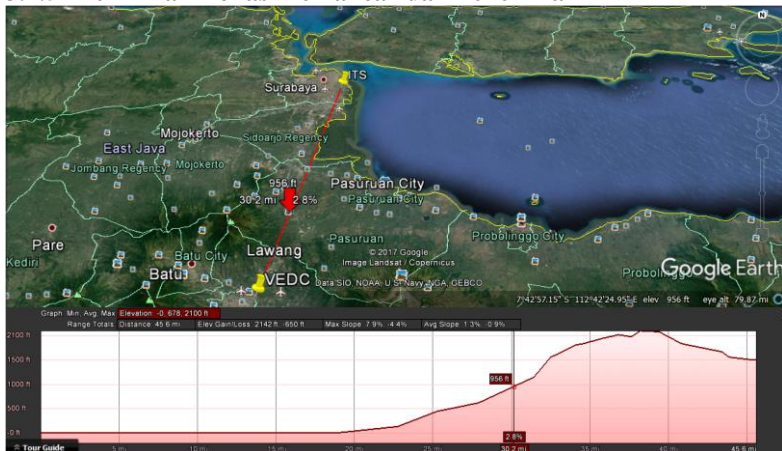 N
ITS
Surabaya
Mojokerto
Sidoarjo Regency
East Java
Jombang Regency
Mojokerto
956 ft
Pasuruan City
30.2 mi
2.8%
Pasuruan City
Pare
Lawang
Pasuruan
Probolinggo City
© 2017 Google
Kediri
Batu City
Image Landsat / Copernicus
Batu
VEDC
Data SIO, NOAA, U.S. Navy, NGA, GEBCO
Google Earth
7°42'57.15" S 112°42'24.95" E elev 956 ft eye alt 79.87 mi
Graph: Min, Avg, Max Elevation: -0, 678, 2100 ft
Range Totals: Distance: 45.6 mi Elev Gain/Loss: 2142 ft, -650 ft Max Slope: 7.9%, -4.4% Avg Slope: 1.3%, -0.9%
2100 ft
1500 ft
1000 ft
956 ft
500 ft
-0 ft
2.8%
Tour Guide
5 mi
10 mi
15 mi
20 mi
25 mi
30.2 mi
35 mi
40 mi
45.6 mi